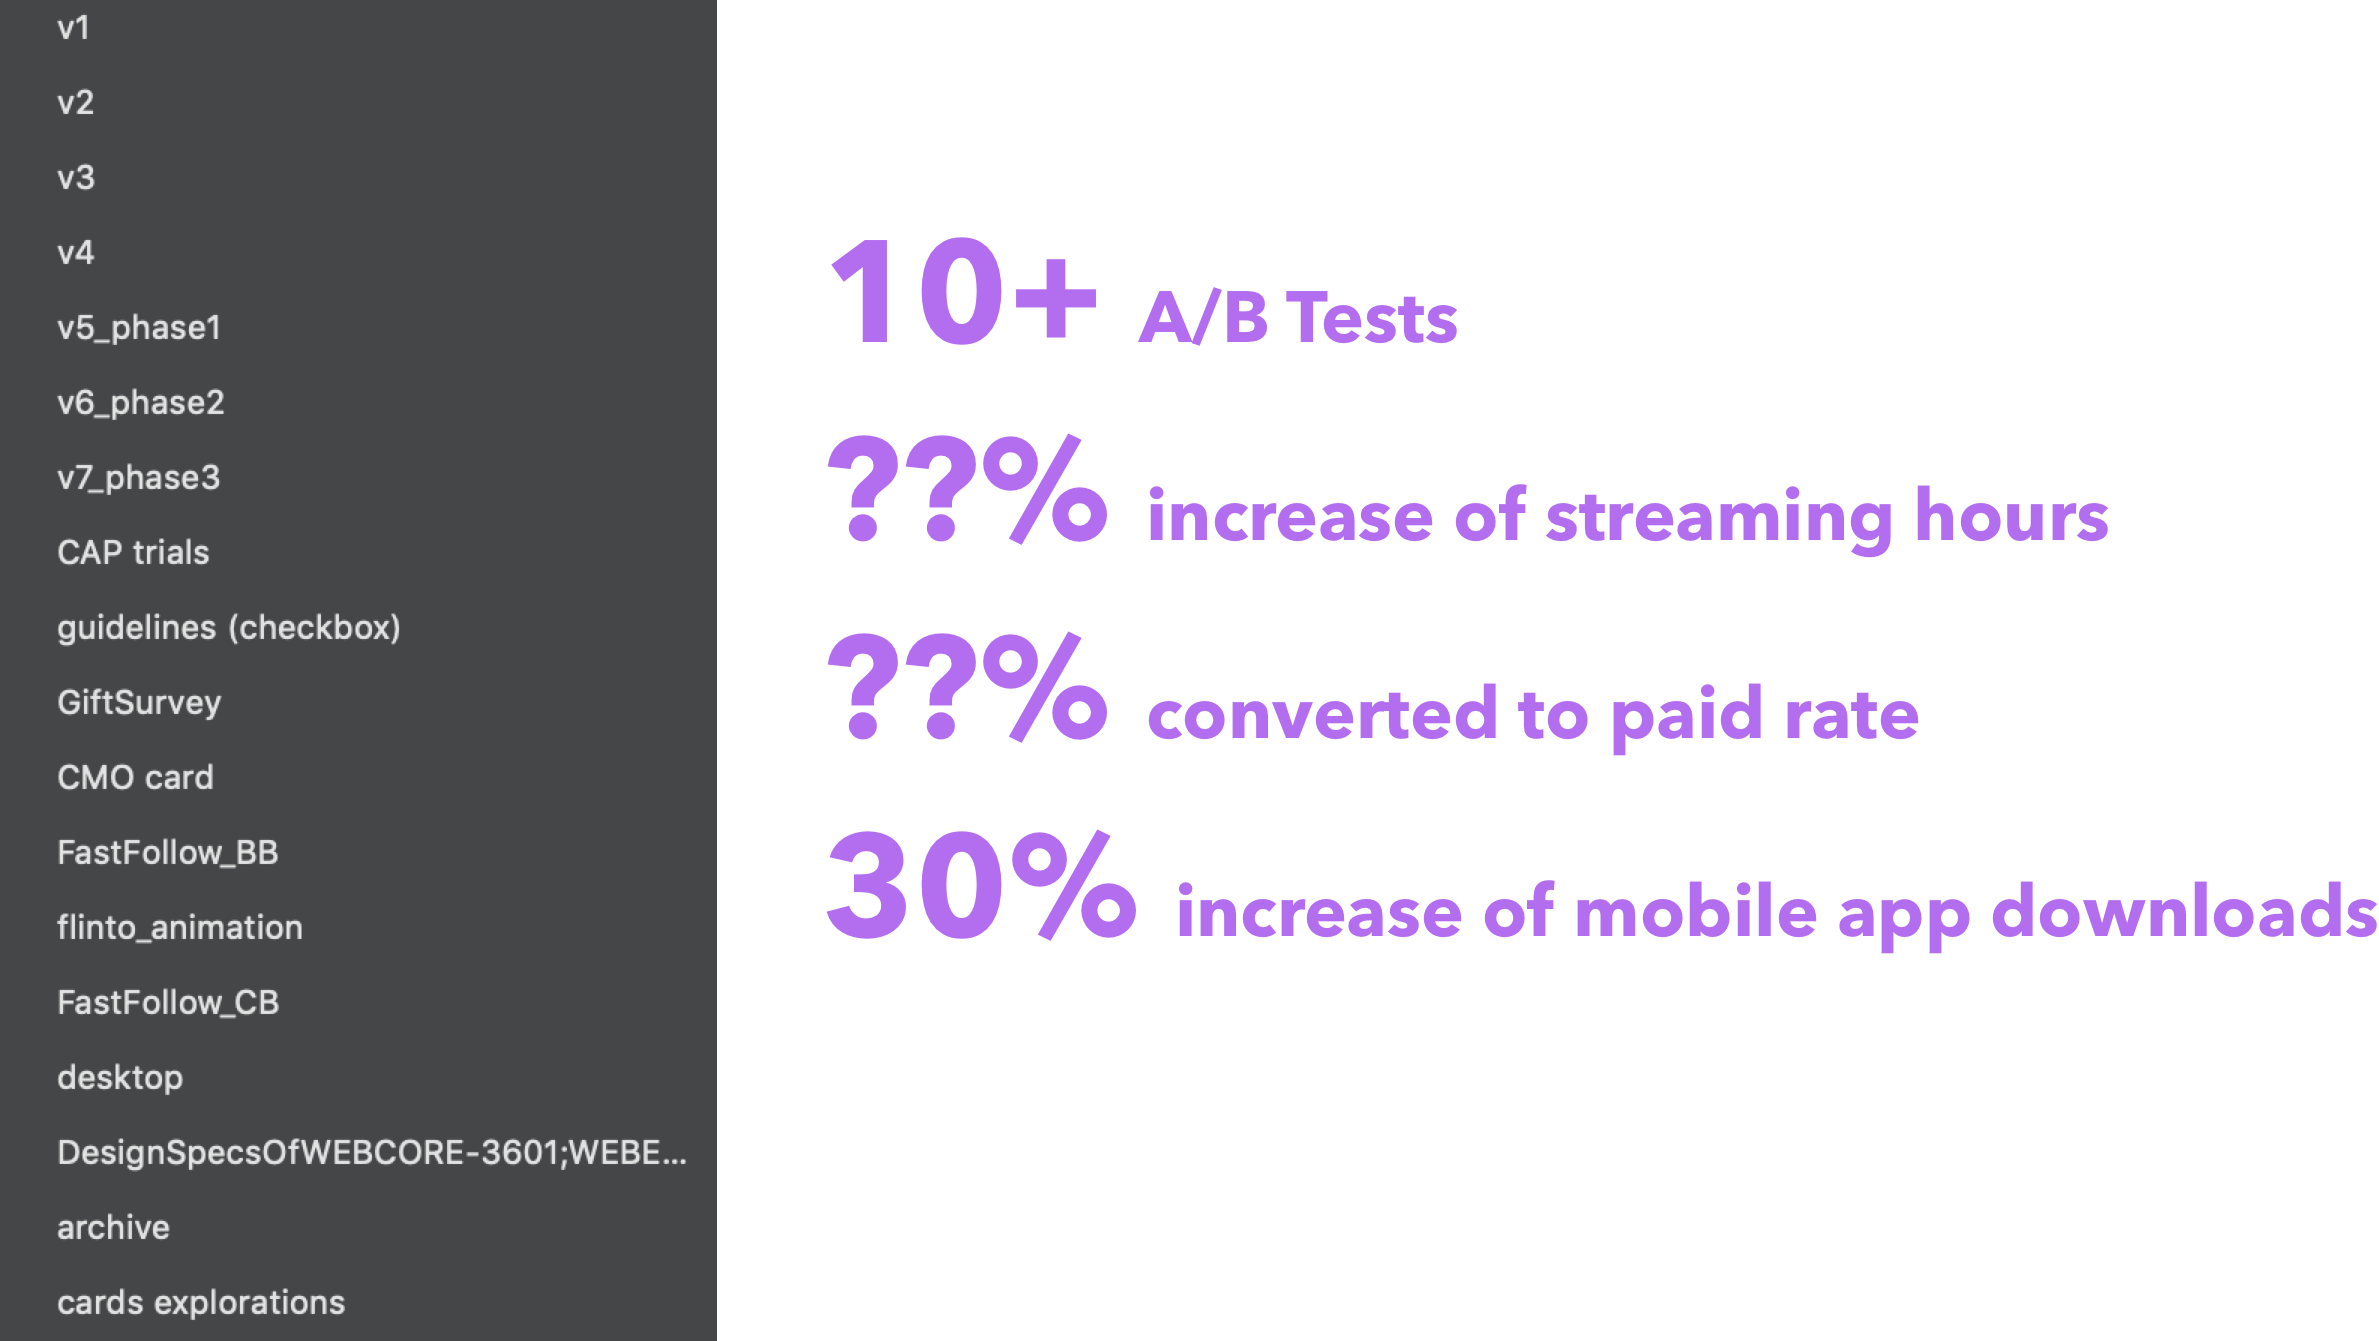 v1
v2
v3
v4
v5_phase1
v6_phase2
v7_phase3
CAP trials
guidelines (checkbox)
GiftSurvey
CMO card
FastFollow_BB
flinto_animation
FastFollow_CB
desktop
DesignSpecsOfWEBCORE-3601;WEBE...
archive
cards explorations
10+ A/B Tests
??% increase of streaming hours
??% converted to paid rate
30% increase of mobile app downloads